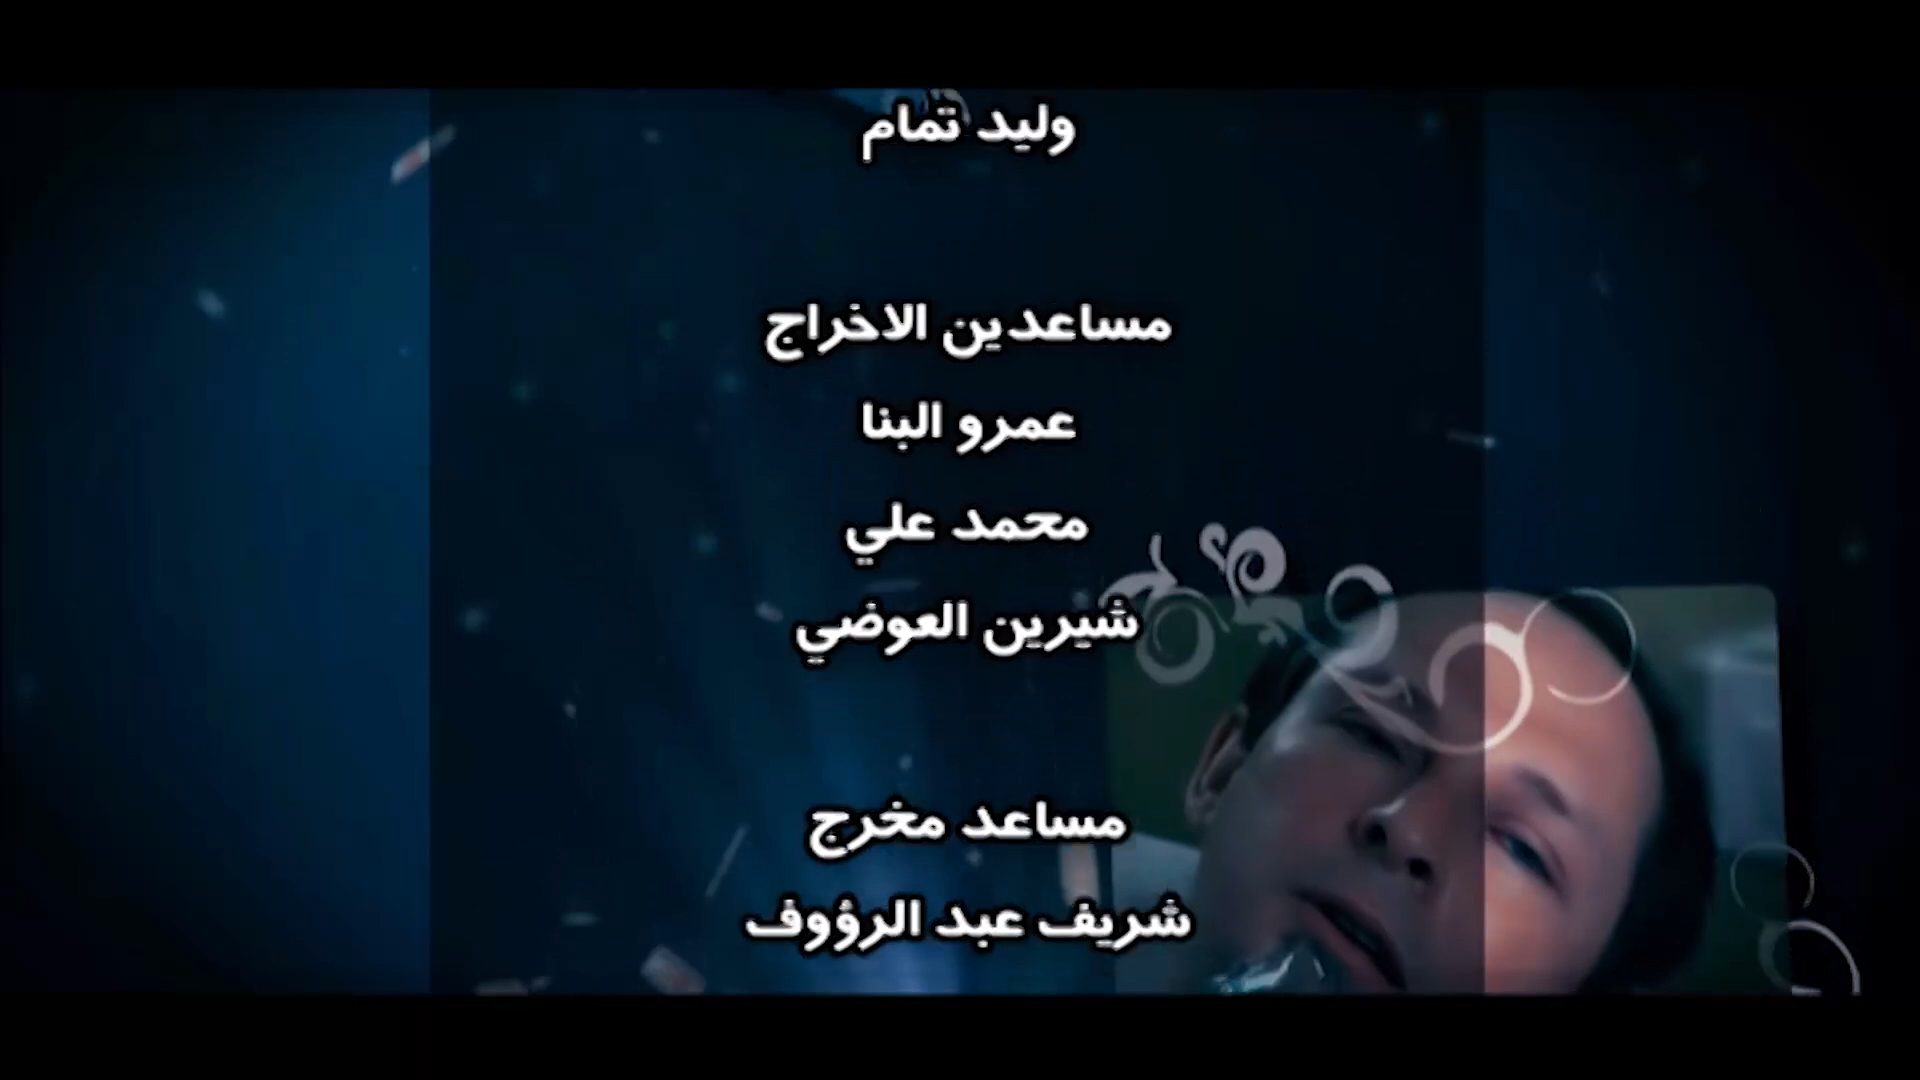 وليد تمام
مساعدين الاخراج
عمرو البنا
محمد علي
شيرين العوضي
مساعد مخرج
شريف عبد الرؤوف